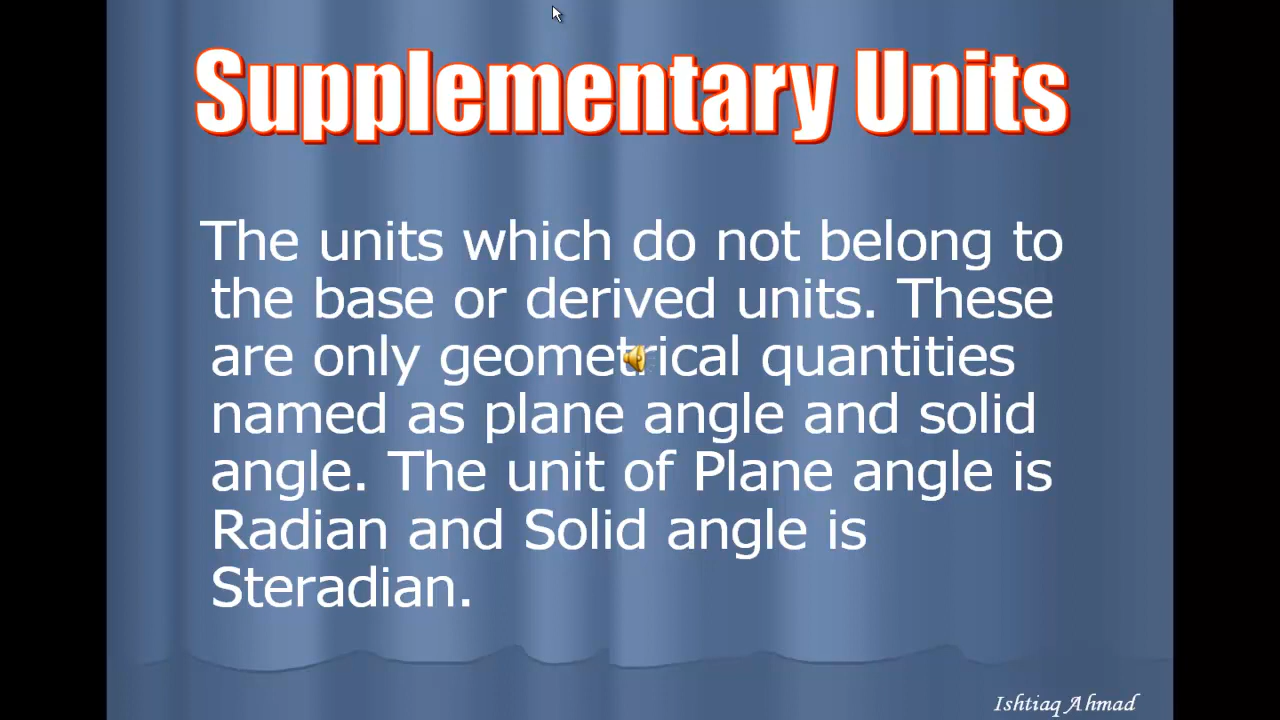 Supplementary Units
The units which do not belong to
the base or derived units. These
are only geometrical quantities
named as plane angle and solid
angle. The unit of Plane angle is
Radian and Solid angle is
Steradian.
Ishtiaq Ahmad